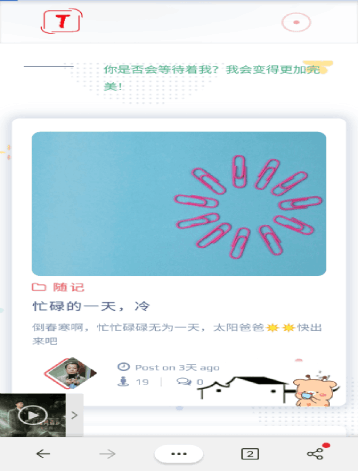 T
你是否会等待着我？我会变得更加完
美！
随记
忙碌的一天，冷
倒春寒啊，忙忙碌碌无为一天，太阳爸爸☀️☀️快出
来吧
Post on 3天 ago
19 0
2